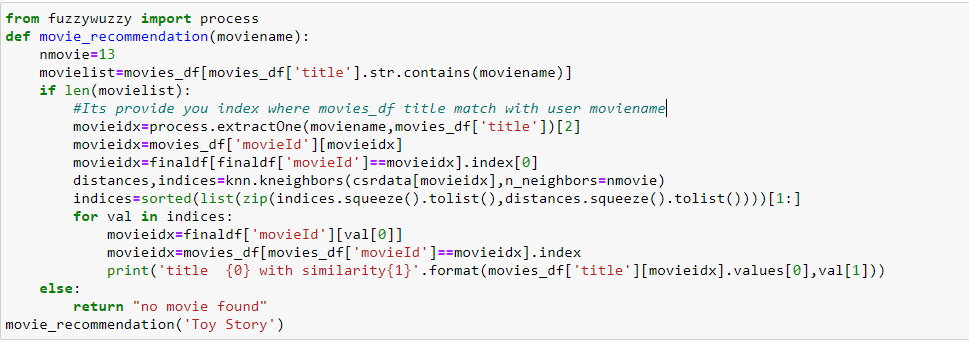 from fuzzywuzzy import process
def movie_recommendation(moviename):
    nmovie=13
    movielist=movies_df[movies_df['title'].str.contains(moviename)]
    if len(movielist):
        #Its provide you index where movies_df title match with user moviename
        movieidx=process.extractOne(moviename,movies_df['title'])[2]
        movieidx=movies_df['movieId'][movieidx]
        movieidx=finaldf[finaldf['movieId']==movieidx].index[0]
        distances,indices=knn.kneighbors(csrdata[movieidx],n_neighbors=nmovie)
        indices=sorted(list(zip(indices.squeeze().tolist(),distances.squeeze().tolist())))[1:]
        for val in indices:
            movieidx=finaldf['movieId'][val[0]]
            movieidx=movies_df[movies_df['movieId']==movieidx].index
            print('title  {0} with similarity{1}'.format(movies_df['title'][movieidx].values[0],val[1]))
    else:
        return "no movie found"
movie_recommendation('Toy Story')